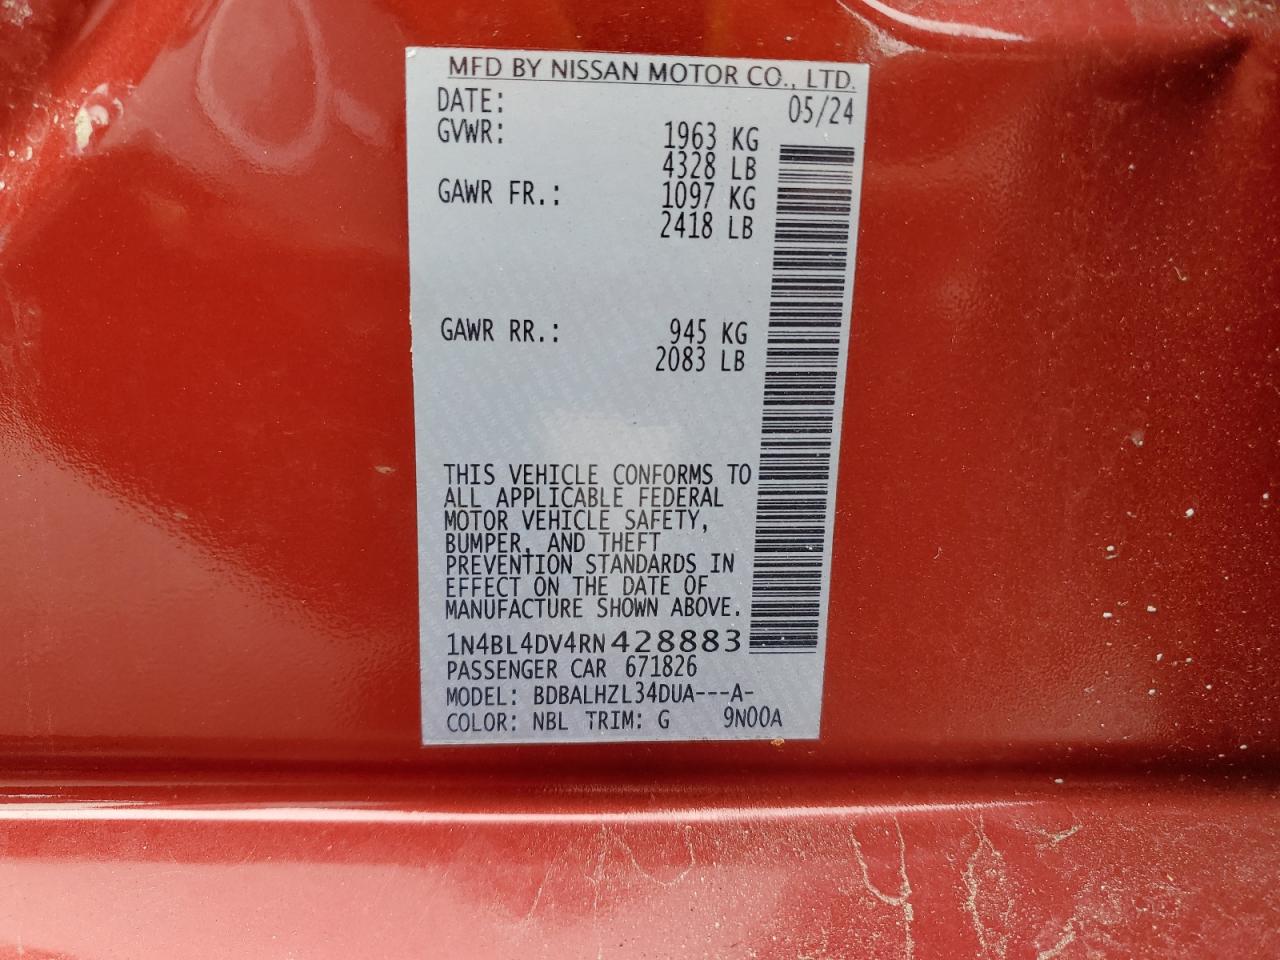 MFD BY NISSAN MOTOR CO., LTD.
DATE: 05/24
GVWR: 1963 KG
4328 LB
GAWR FR.: 1097 KG
2418 LB
GAWR RR.: 945 KG
2083 LB
THIS VEHICLE CONFORMS TO
ALL APPLICABLE FEDERAL
MOTOR VEHICLE SAFETY,
BUMPER, AND THEFT
PREVENTION STANDARDS IN
EFFECT ON THE DATE OF
MANUFACTURE SHOWN ABOVE.
1N4BL4DV4RN428883
PASSENGER CAR 671826
MODEL: BDBALHZL34DUA---A-
COLOR: NBL TRIM: G 9N00A